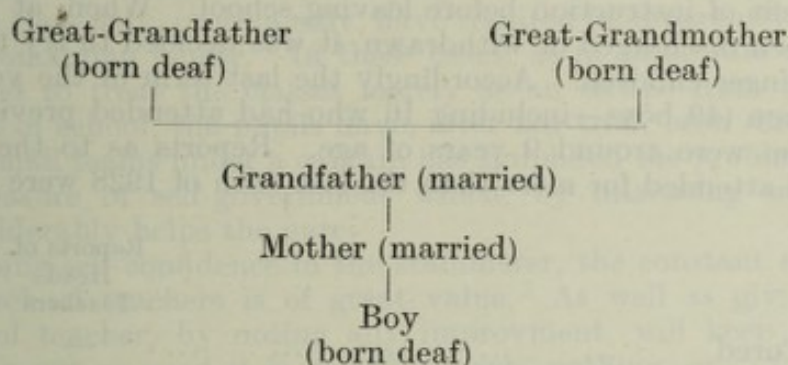 Great-Grandfather Great-Grandmother
(born deaf) (born deaf)
Grandfather (married)
Mother (married)
Boy
(born deaf)